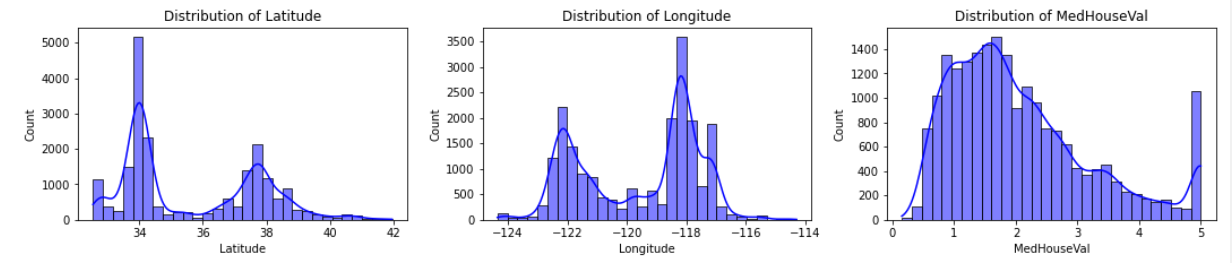 Distribution of Latitude
Count
5000
4000
3000
2000
1000
0
34 36 38 40 42
Latitude
Distribution of Longitude
Count
3500
3000
2500
2000
1500
1000
500
0
−124 −122 −120 −118 −116 −114
Longitude
Distribution of MedHouseVal
Count
1400
1200
1000
800
600
400
200
0
0 1 2 3 4 5
MedHouseVal